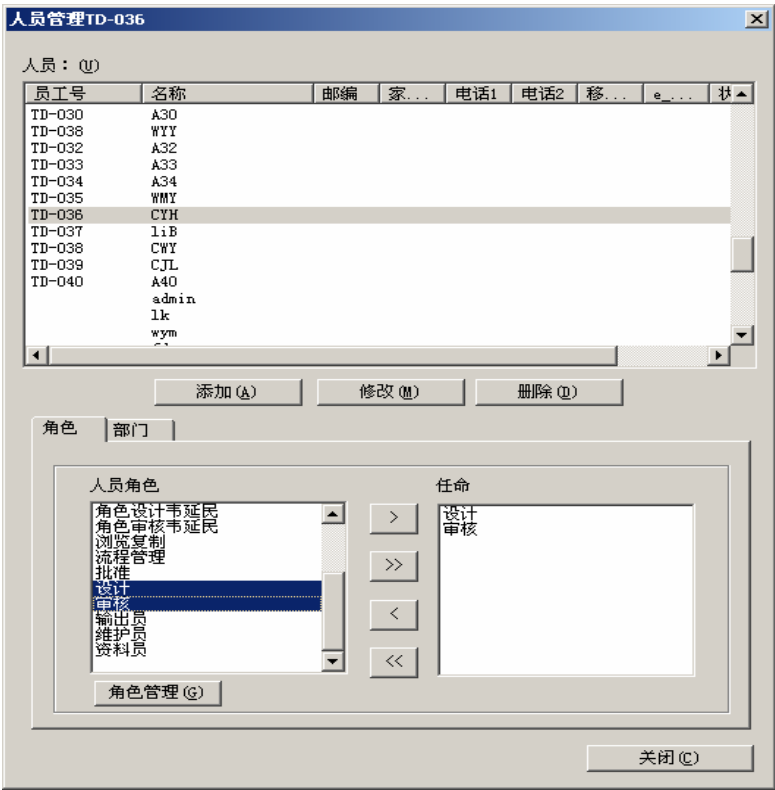 人员管理TD-036
人员：(U)
员工号 名称 邮编 家... 电话1 电话2 移... e_... 状
TD-030 A30
TD-038 WYY
TD-032 A32
TD-033 A33
TD-034 A34
TD-035 WMY
TD-036 CYH
TD-037 liB
TD-038 CWY
TD-039 CJL
TD-040 A40
admin
lk
wym
添加(A) 修改(M) 删除(D)
角色 部门
人员角色 任命
角色设计韦延民
角色审核韦延民
浏览复制
流程管理
批准
设计
审核
输出员
维护员
资料员
>
>>
<
<<
设计
审核
角色管理(G)
关闭(C)